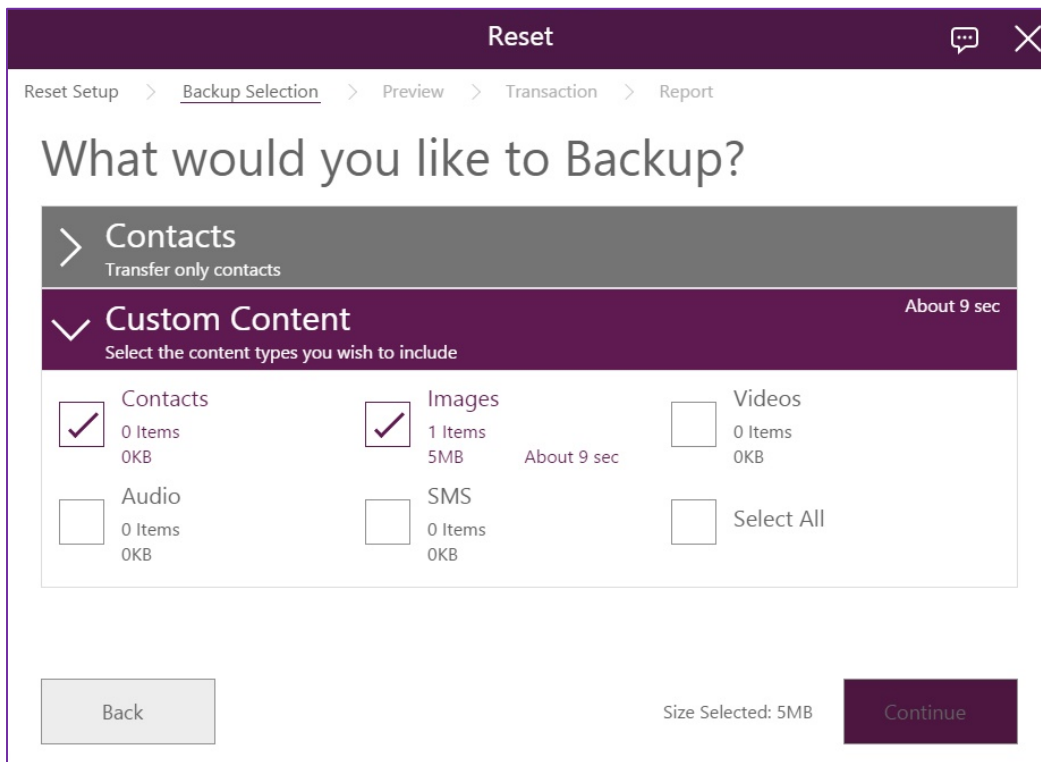 Reset
Reset Setup > Backup Selection > Preview > Transaction > Report
What would you like to Backup?
Contacts
Transfer only contacts
Custom Content
About 9 sec
Select the content types you wish to include
Contacts
0 Items
0KB
Images
1 Items
5MB About 9 sec
Videos
0 Items
0KB
Audio
0 Items
0KB
SMS
0 Items
0KB
Select All
Back
Size Selected: 5MB
Continue